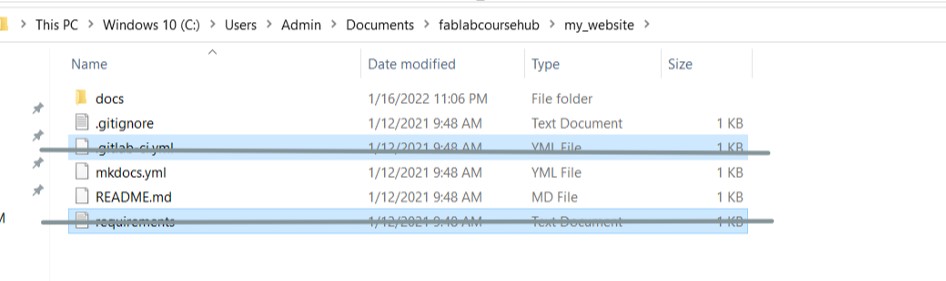 This PC > Windows 10 (C:) > Users > Admin > Documents > fablabcoursehub > my_website >
Name Date modified Type Size
docs 1/16/2022 11:06 PM File folder
.gitignore 1/12/2021 9:48 AM Text Document 1 KB
.gitlab-ci.yml 1/12/2021 9:48 AM YML File 1 KB
mkdocs.yml 1/12/2021 9:48 AM YML File 1 KB
README.md 1/12/2021 9:48 AM MD File 1 KB
requirements 1/12/2021 9:48 AM Text Document 1 KB